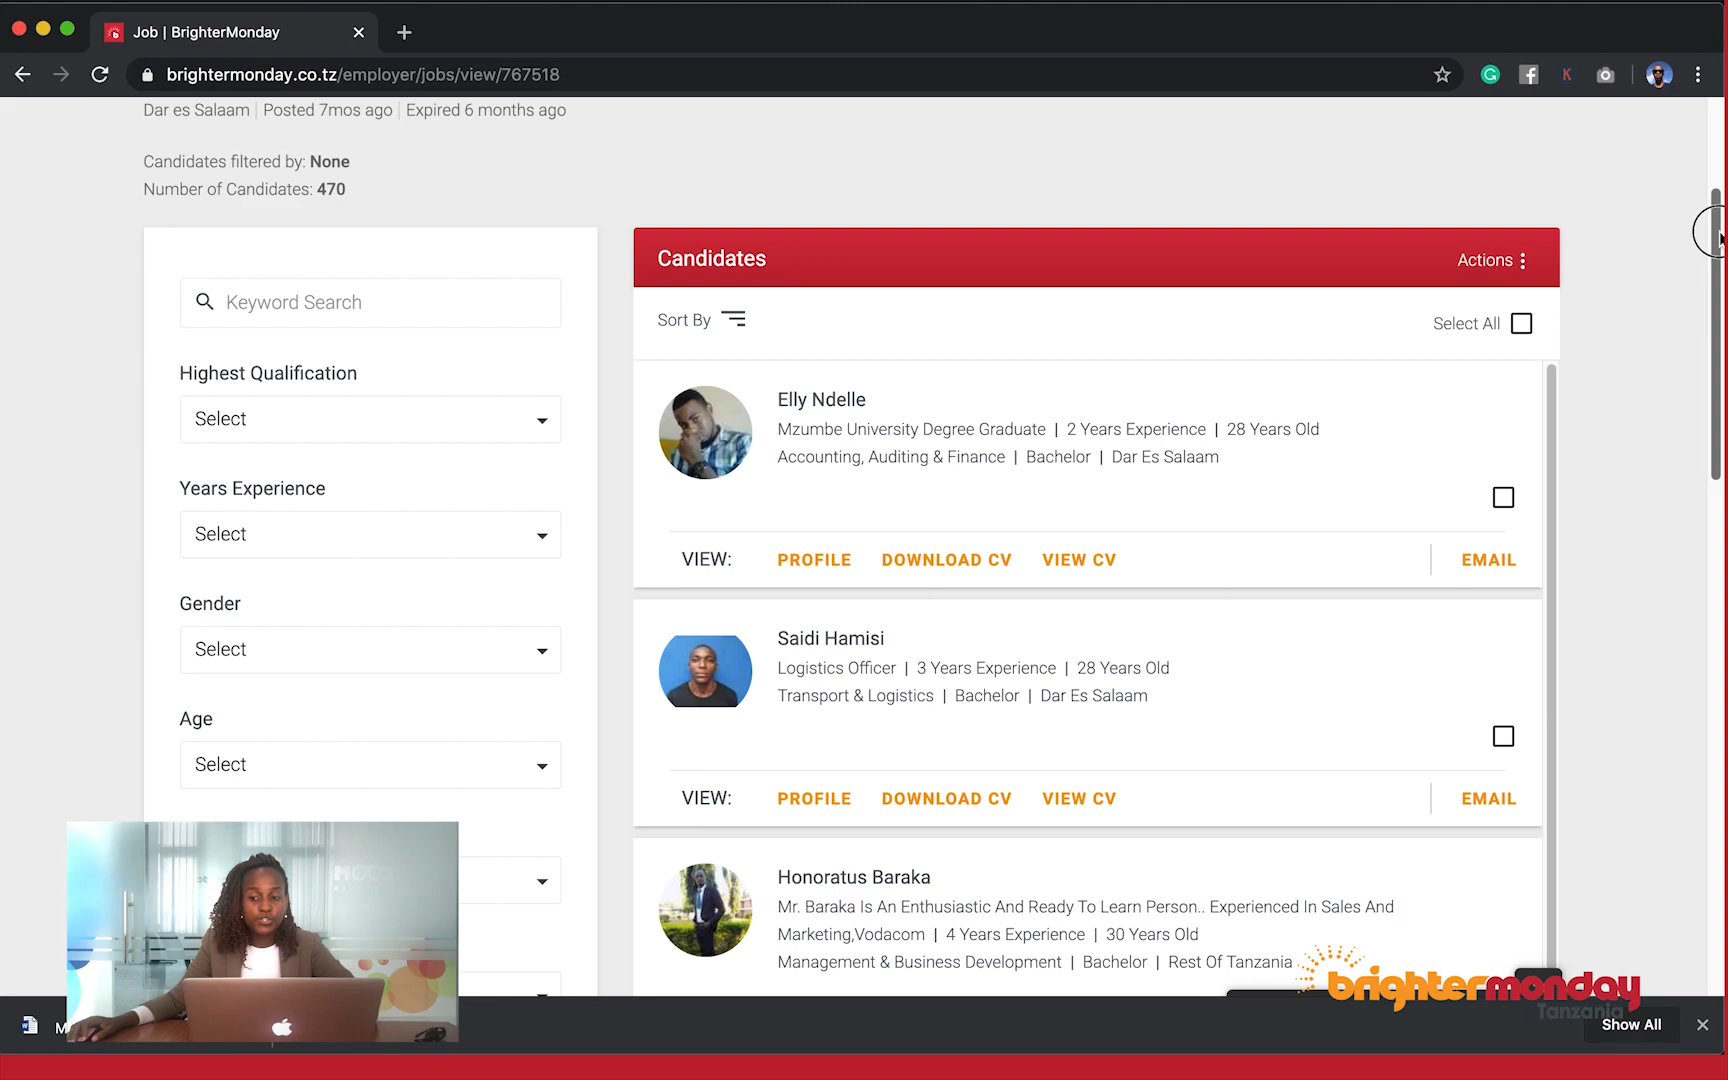 Job | BrighterMonday
brightermonday.co.tz/employer/jobs/view/767518
Dar es Salaam | Posted 7mos ago | Expired 6 months ago
Candidates filtered by: None
Number of Candidates: 470
Keyword Search
Highest Qualification
Select
Years Experience
Select
Gender
Select
Age
Select
Candidates
Actions
Sort By
Select All
Elly Ndelle
Mzumbe University Degree Graduate | 2 Years Experience | 28 Years Old
Accounting, Auditing & Finance | Bachelor | Dar Es Salaam
VIEW: PROFILE DOWNLOAD CV VIEW CV EMAIL
Saidi Hamisi
Logistics Officer | 3 Years Experience | 28 Years Old
Transport & Logistics | Bachelor | Dar Es Salaam
VIEW: PROFILE DOWNLOAD CV VIEW CV EMAIL
Honoratus Baraka
Mr. Baraka Is An Enthusiastic And Ready To Learn Person.. Experienced In Sales And
Marketing,Vodacom | 4 Years Experience | 30 Years Old
Management & Business Development | Bachelor | Rest Of Tanzania
brightermonday
Tanzania
Show All